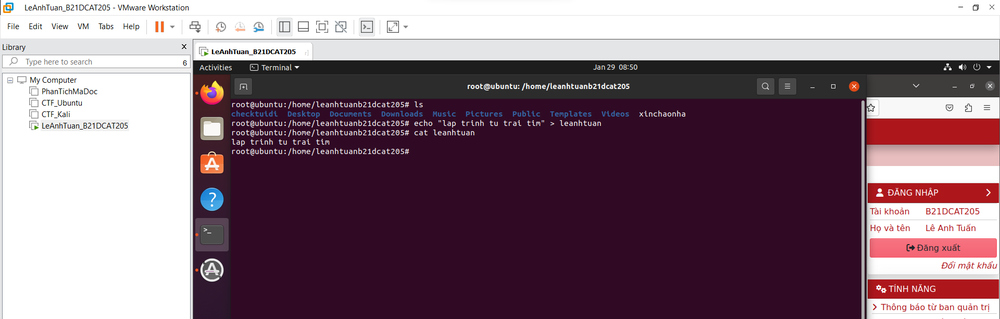 LeAnhTuan_B21DCAT205 - VMware Workstation
File Edit View VM Tabs Help
Library
Type here to search
6
My Computer
PhanTichMaDoc
CTF_Ubuntu
CTF_Kali
LeAnhTuan_B21DCAT205
LeAnhTuan_B21DCAT205
Activities Terminal Jan 29 08:50
root@ubuntu: /home/leanhtuanb21dcat205
root@ubuntu:/home/leanhtuanb21dcat205# ls
checktuidi Desktop Documents Downloads Music Pictures Public Templates Videos xinchaonha
root@ubuntu:/home/leanhtuanb21dcat205# echo "lap trinh tu trai tim" > leanhtuan
root@ubuntu:/home/leanhtuanb21dcat205# cat leanhtuan
lap trinh tu trai tim
root@ubuntu:/home/leanhtuanb21dcat205#
ĐĂNG NHẬP
Tài khoản B21DCAT205
Họ và tên Lê Anh Tuấn
Đăng xuất
Đổi mật khẩu
TÍNH NĂNG
Thông báo từ ban quản trị